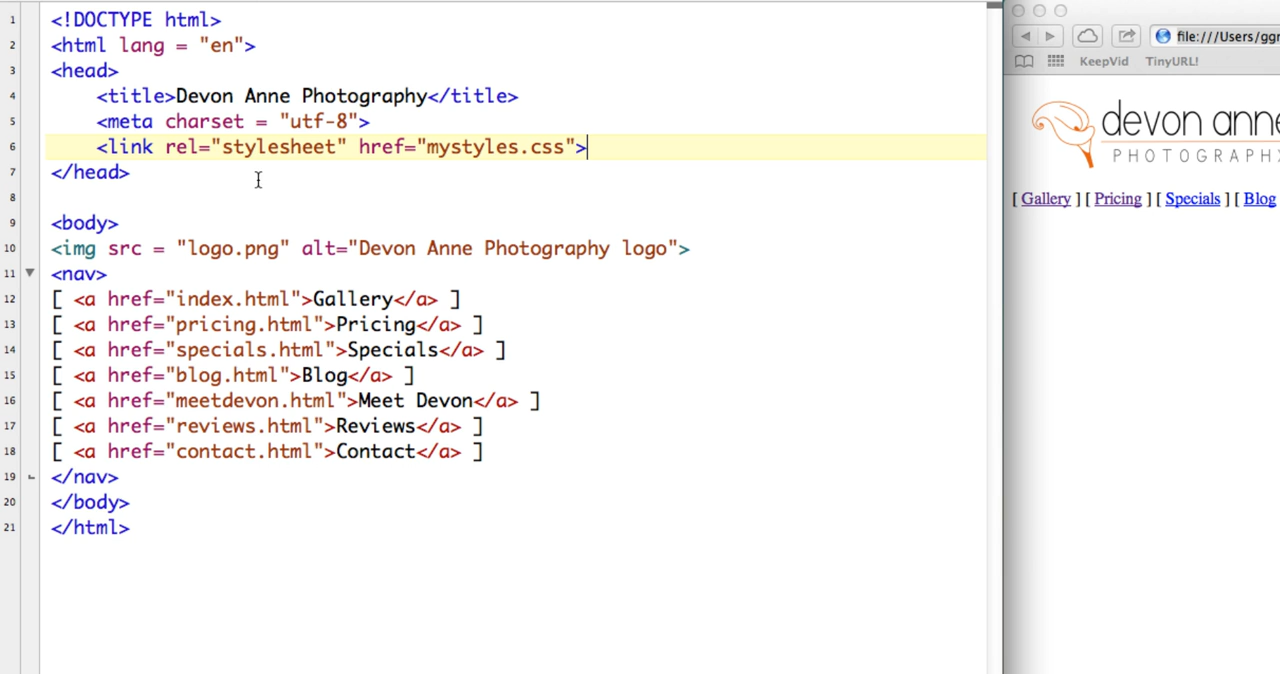 1 <!DOCTYPE html>
2 <html lang = "en">
3 <head>
4 <title>Devon Anne Photography</title>
5 <meta charset = "utf-8">
6 <link rel="stylesheet" href="mystyles.css">
7 </head>
8
9 <body>
10 <img src = "logo.png" alt="Devon Anne Photography logo">
11 <nav>
12 [ <a href="index.html">Gallery</a> ]
13 [ <a href="pricing.html">Pricing</a> ]
14 [ <a href="specials.html">Specials</a> ]
15 [ <a href="blog.html">Blog</a> ]
16 [ <a href="meetdevon.html">Meet Devon</a> ]
17 [ <a href="reviews.html">Reviews</a> ]
18 [ <a href="contact.html">Contact</a> ]
19 </nav>
20 </body>
21 </html>
file:///Users/ggr
KeepVid TinyURL!
devon anne
PHOTOGRAPHY
[ Gallery ] [ Pricing ] [ Specials ] [ Blog